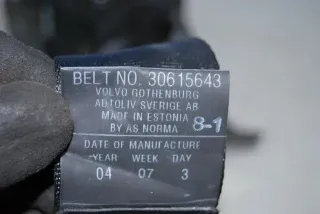 BELT NO. 30615643
VOLVO GOTHENBURG
AUTOLIV SVERIGE AB
MADE IN ESTONIA
BY AS NORMA 8-1
DATE OF MANUFACTURE
YEAR WEEK DAY
04 07 3